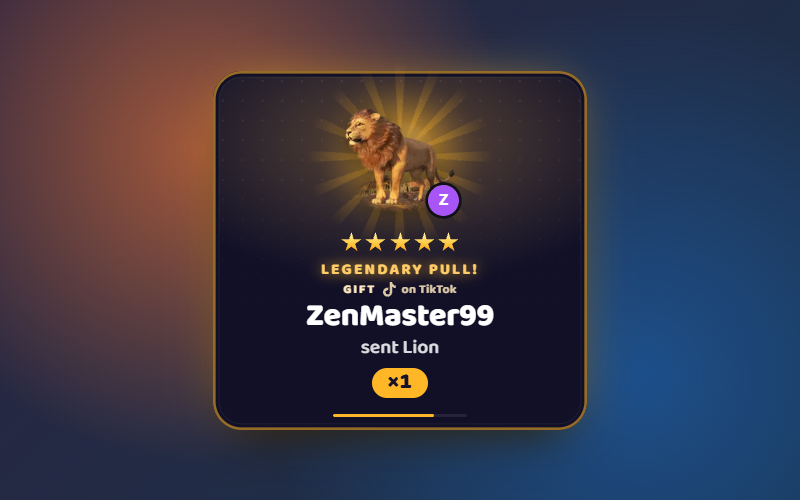 Z
LEGENDARY PULL!
GIFT on TikTok
ZenMaster99
sent Lion
×1